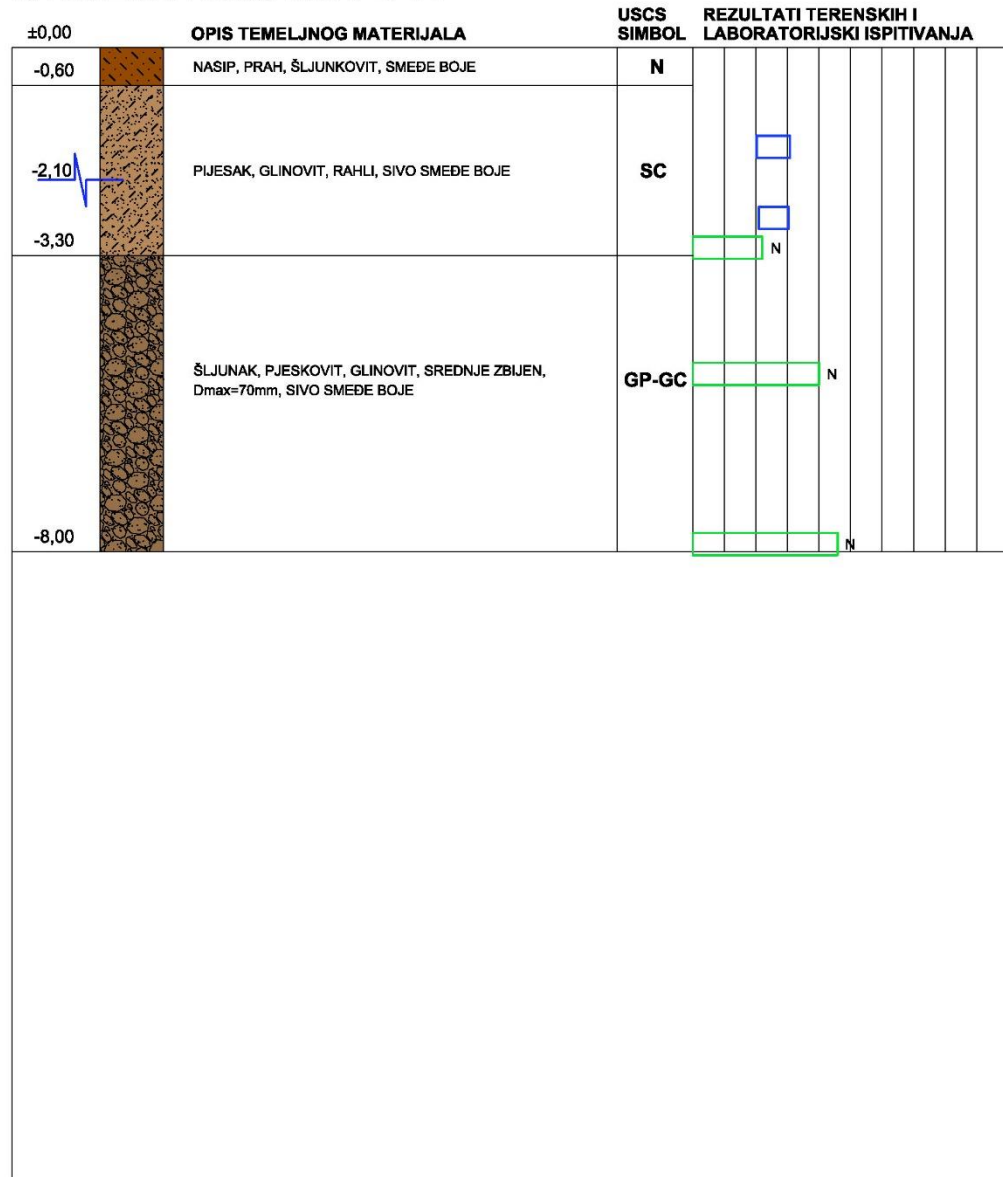 ±0,00
OPIS TEMELJNOG MATERIJALA
USCS
SIMBOL
REZULTATI TERENSKIH I
LABORATORIJSKI ISPITIVANJA
-0,60
NASIP, PRAH, ŠLJUNKOVIT, SMEĐE BOJE
N
-2,10
PIJESAK, GLINOVIT, RAHLI, SIVO SMEĐE BOJE
SC
-3,30
N
ŠLJUNAK, PJESKOVIT, GLINOVIT, SREDNJE ZBIJEN,
Dmax=70mm, SIVO SMEĐE BOJE
GP-GC
N
-8,00
N